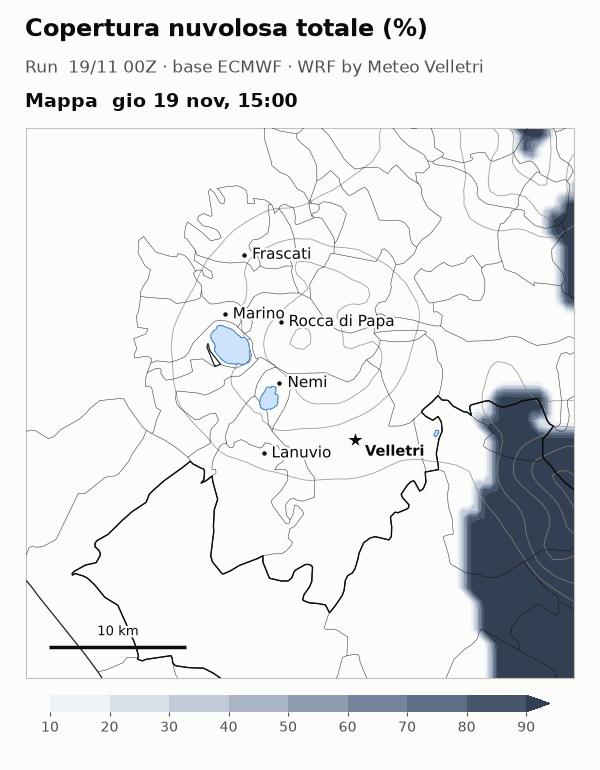 Copertura nuvolosa totale (%)
Run  19/11 00Z · base ECMWF · WRF by Meteo Velletri
Mappa  gio 19 nov, 15:00
Frascati
Marino
Rocca di Papa
Nemi
Velletri
Lanuvio
10 km
10 20 30 40 50 60 70 80 90